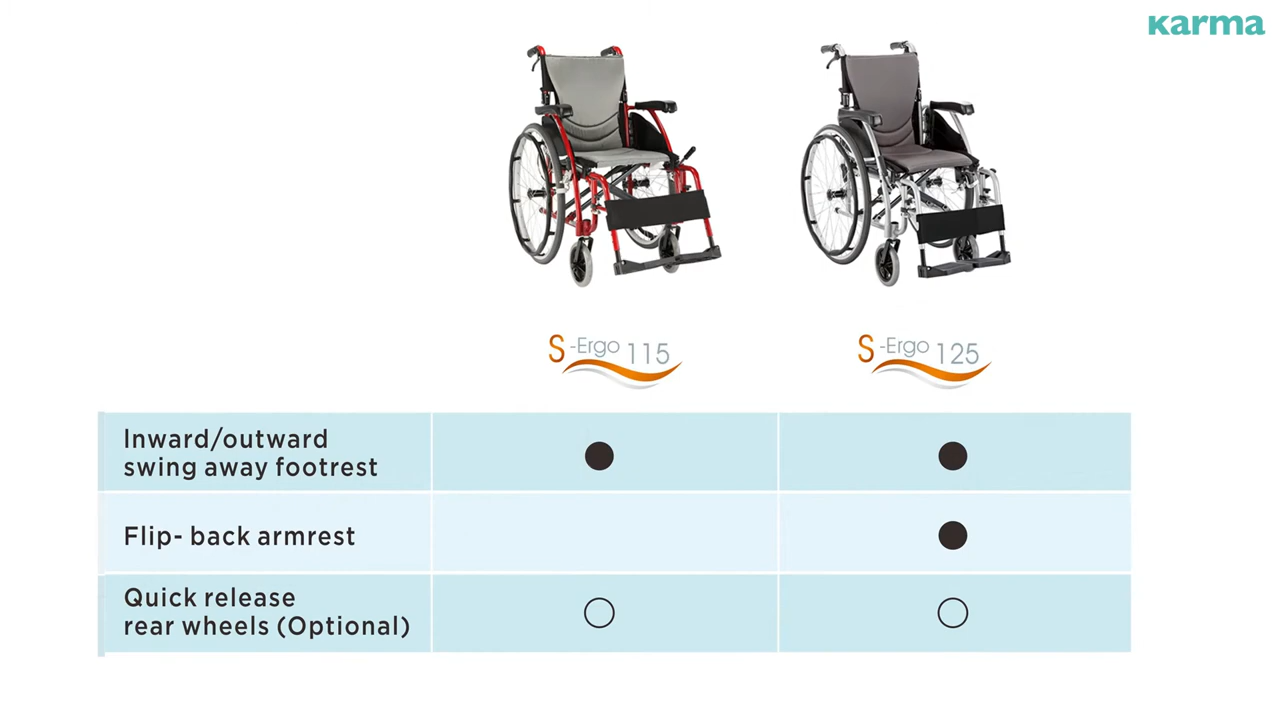 Karma
S-Ergo 115
S-Ergo 125
Inward/outward
swing away footrest
Flip- back armrest
Quick release
rear wheels (Optional)